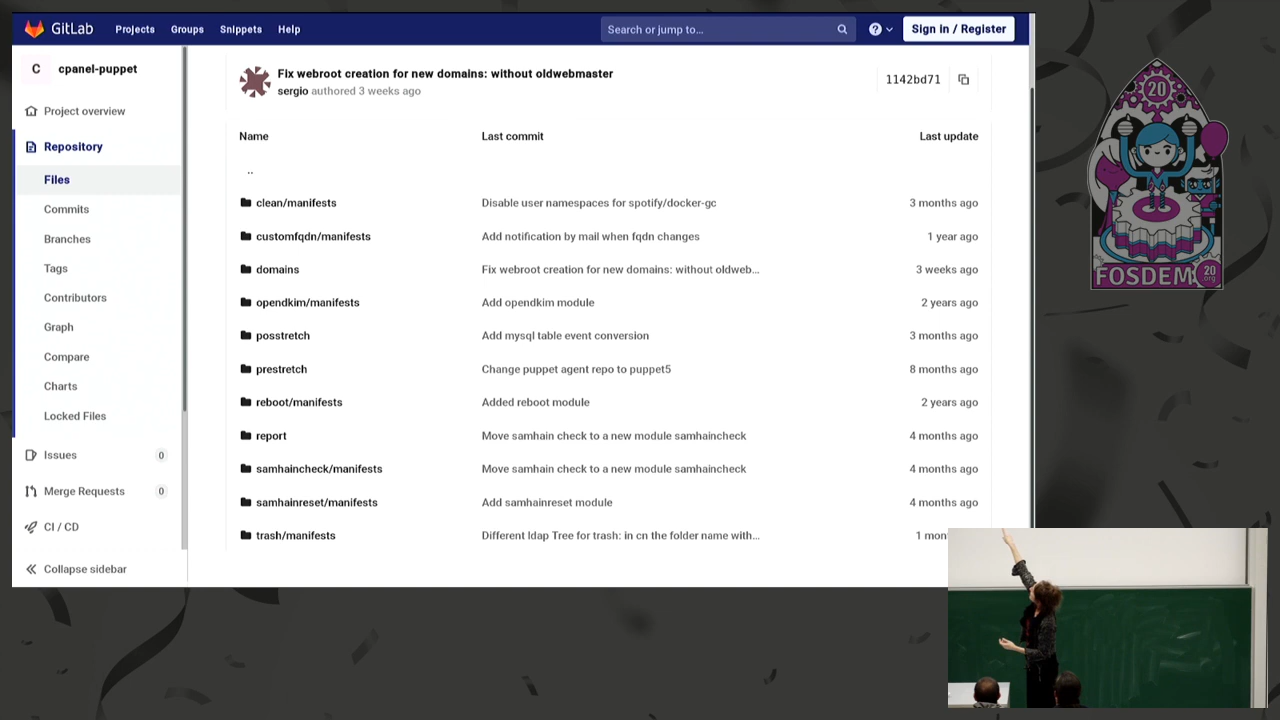 GitLab Projects Groups Snippets Help Search or jump to... Sign in / Register
C cpanel-puppet
Project overview
Repository
Files
Commits
Branches
Tags
Contributors
Graph
Compare
Charts
Locked Files
Issues 0
Merge Requests 0
CI / CD
Collapse sidebar
Fix webroot creation for new domains: without oldwebmaster
sergio authored 3 weeks ago
1142bd71
Name Last commit Last update
..
clean/manifests Disable user namespaces for spotify/docker-gc 3 months ago
customfqdn/manifests Add notification by mail when fqdn changes 1 year ago
domains Fix webroot creation for new domains: without oldweb... 3 weeks ago
opendkim/manifests Add opendkim module 2 years ago
posstretch Add mysql table event conversion 3 months ago
prestretch Change puppet agent repo to puppet5 8 months ago
reboot/manifests Added reboot module 2 years ago
report Move samhain check to a new module samhaincheck 4 months ago
samhaincheck/manifests Move samhain check to a new module samhaincheck 4 months ago
samhainreset/manifests Add samhainreset module 4 months ago
trash/manifests Different ldap Tree for trash: in cn the folder name with... 1 mon
20
FOSDEM 20
.org